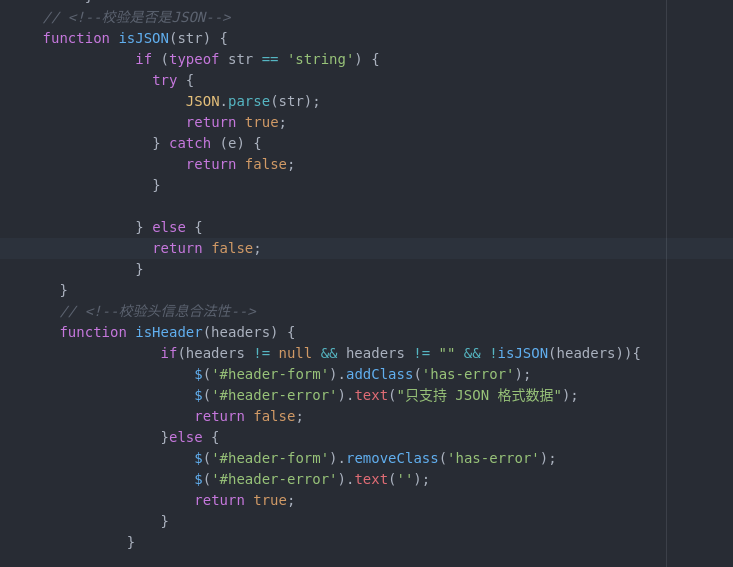 }
// <!--校验是否是JSON-->
function isJSON(str) {
if (typeof str == 'string') {
try {
JSON.parse(str);
return true;
} catch (e) {
return false;
}
} else {
return false;
}
}
// <!--校验头信息合法性-->
function isHeader(headers) {
if(headers != null && headers != "" && !isJSON(headers)){
$('#header-form').addClass('has-error');
$('#header-error').text("只支持 JSON 格式数据");
return false;
}else {
$('#header-form').removeClass('has-error');
$('#header-error').text('');
return true;
}
}